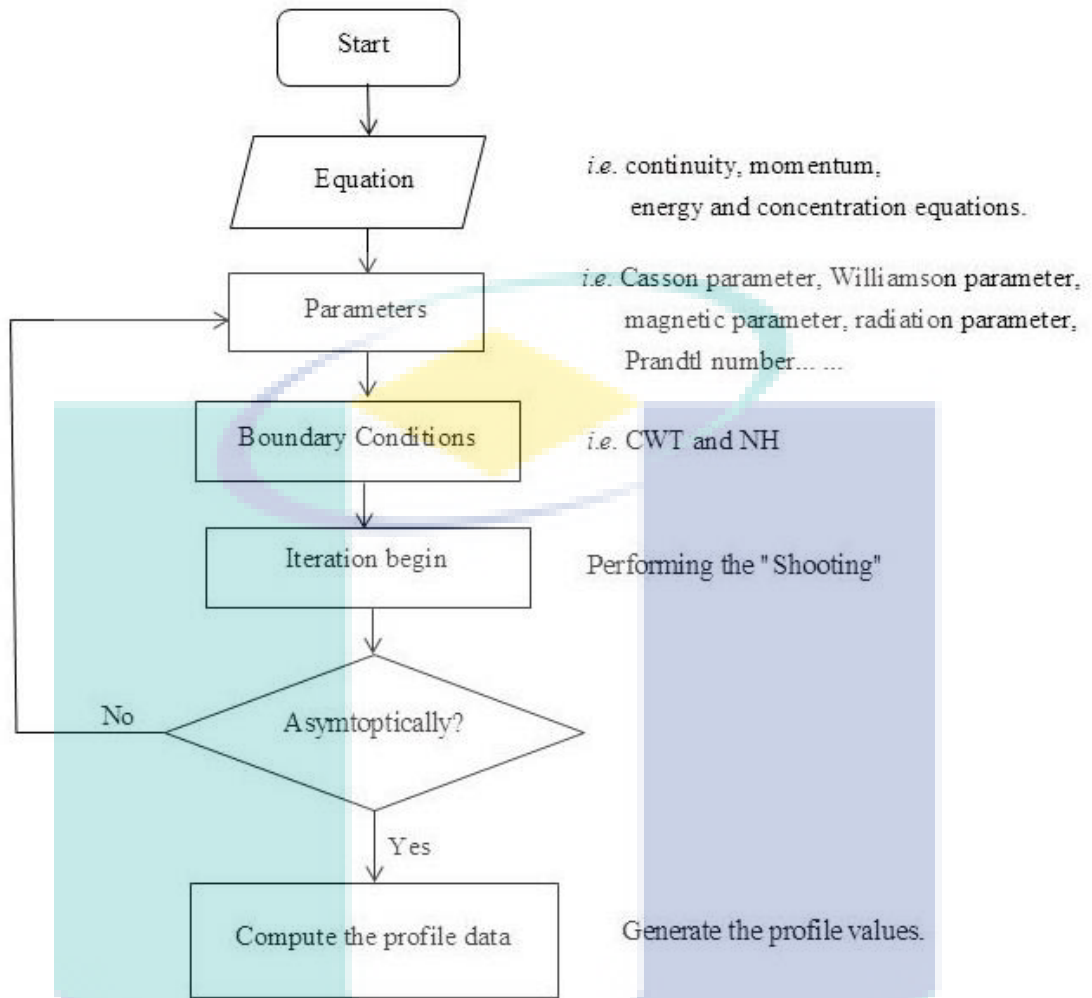 Start
Equation
i.e. continuity, momentum,
energy and concentration equations.
Parameters
i.e. Casson parameter, Williamson parameter,
magnetic parameter, radiation parameter,
Prandtl number... ...
Boundary Conditions
i.e. CWT and NH
Iteration begin
Performing the "Shooting"
No
Asymtoptically?
Yes
Compute the profile data
Generate the profile values.